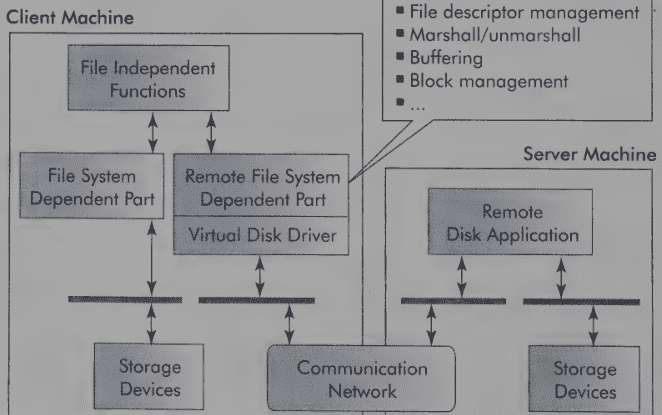 Client Machine
■ File descriptor management
■ Marshall/unmarshall
■ Buffering
■ Block management
■ ...
File Independent
Functions
File System
Dependent Part
Remote File System
Dependent Part
Virtual Disk Driver
Storage
Devices
Communication
Network
Server Machine
Remote
Disk Application
Storage
Devices